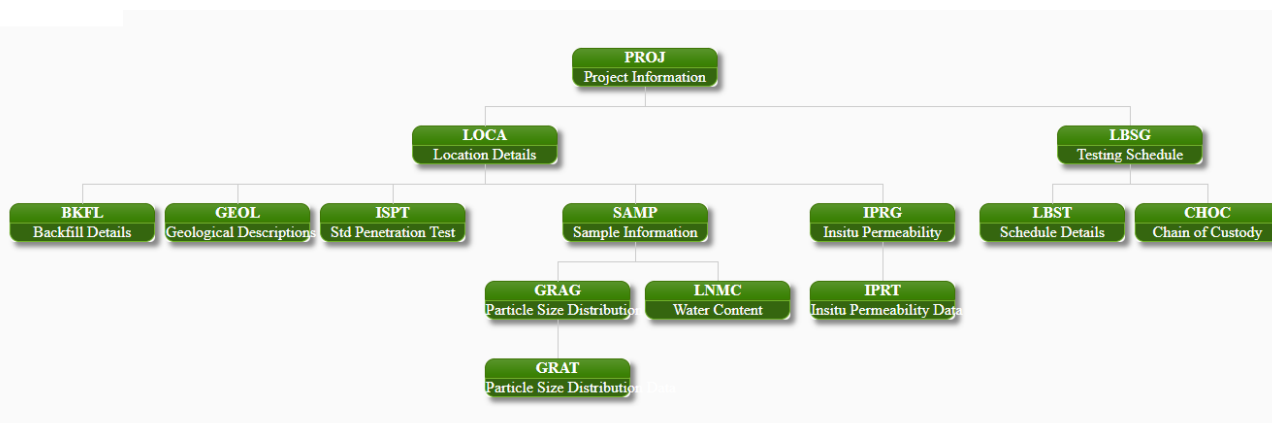 PROJ
Project Information
LOCA
Location Details
LBSG
Testing Schedule
BKFL
Backfill Details
GEOL
Geological Descriptions
ISPT
Std Penetration Test
SAMP
Sample Information
IPRG
Insitu Permeability
LBST
Schedule Details
CHOC
Chain of Custody
GRAG
Particle Size Distribution
LNMC
Water Content
IPRT
Insitu Permeability Data
GRAT
Particle Size Distribution